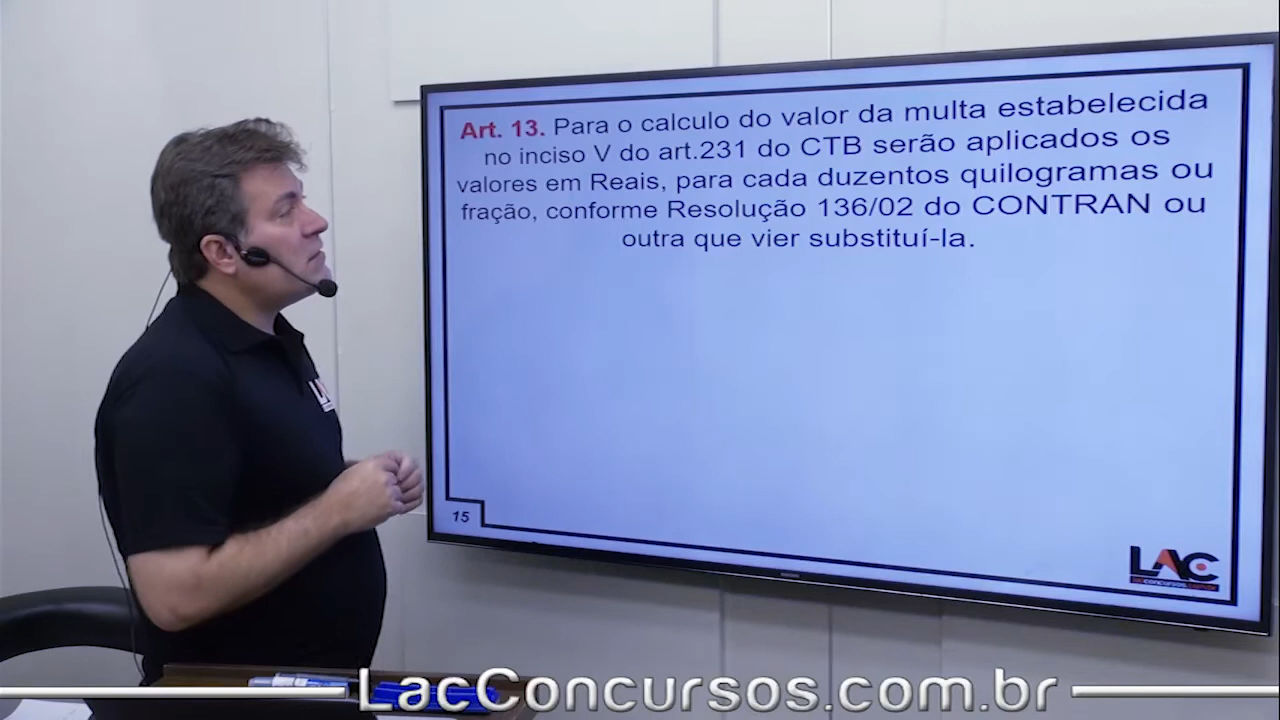 Art. 13. Para o calculo do valor da multa estabelecida
no inciso V do art.231 do CTB serão aplicados os
valores em Reais, para cada duzentos quilogramas ou
fração, conforme Resolução 136/02 do CONTRAN ou
outra que vier substituí-la.
15
LAC
LacConcursos.com.br